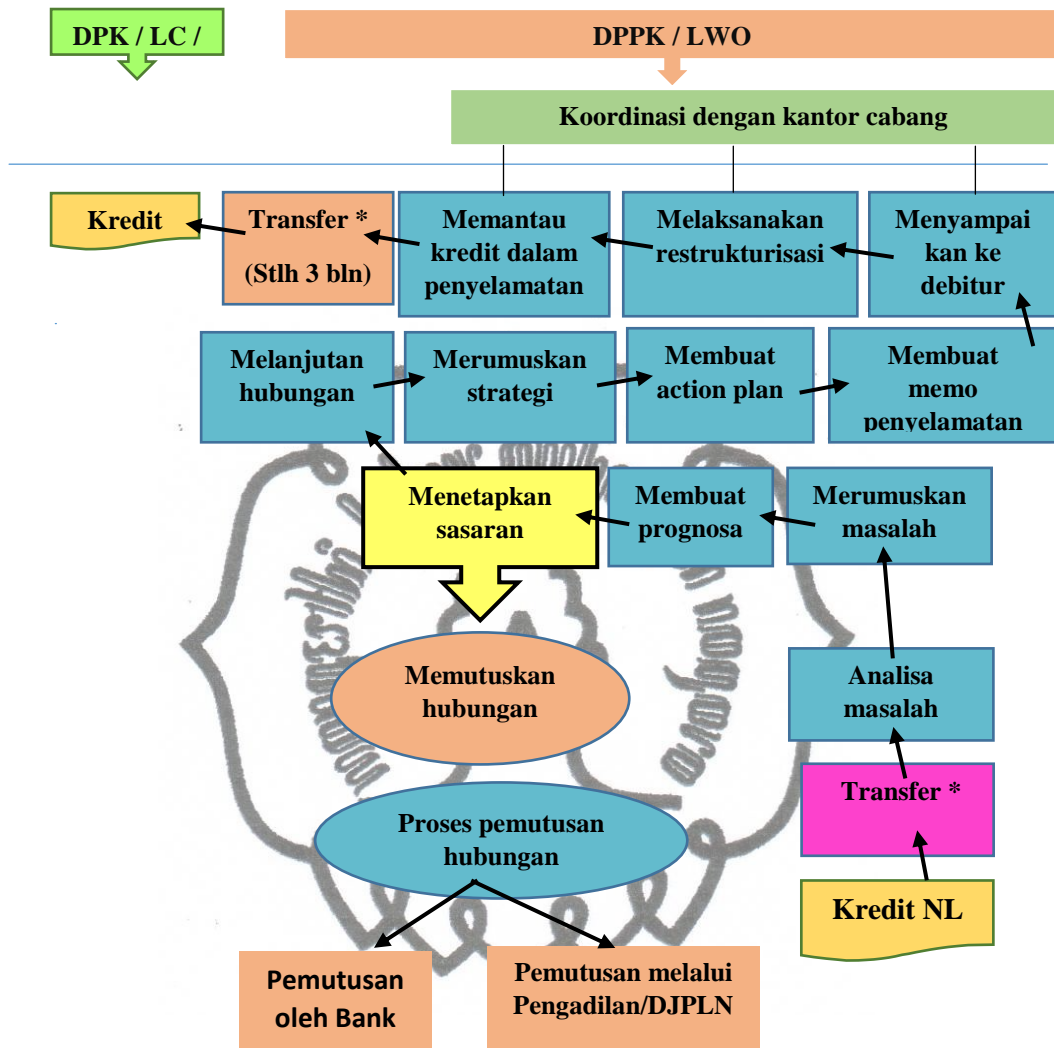 DPK / LC /
DPPK / LWO
Koordinasi dengan kantor cabang
Kredit
Transfer *
(Stlh 3 bln)
Memantau
kredit dalam
penyelamatan
Melaksanakan
restrukturisasi
Menyampai
kan ke
debitur
Melanjutan
hubungan
Merumuskan
strategi
Membuat
action plan
Membuat
memo
penyelamatan
Menetapkan
sasaran
Membuat
prognosa
Merumuskan
masalah
Memutuskan
hubungan
Analisa
masalah
Transfer *
Proses pemutusan
hubungan
Kredit NL
Pemutusan
oleh Bank
Pemutusan melalui
Pengadilan/DJPLN